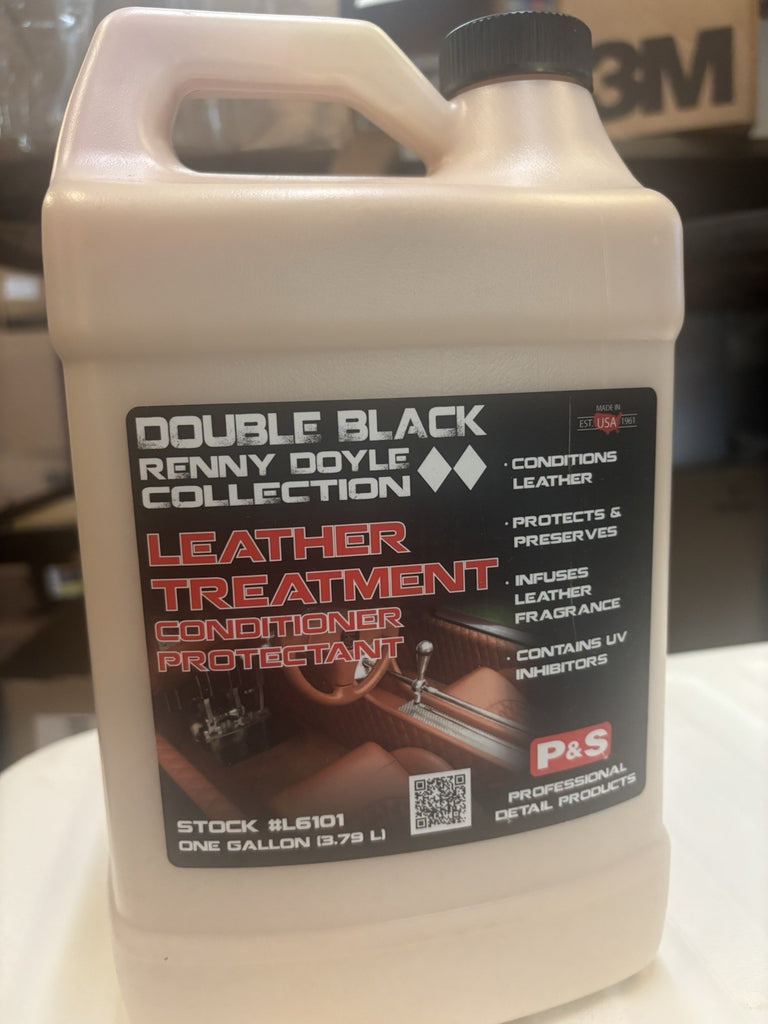 3M
DOUBLE BLACK
RENNY DOYLE
COLLECTION
MADE IN
EST. USA 1961
LEATHER
TREATMENT
CONDITIONER
PROTECTANT
· CONDITIONS
LEATHER
· PROTECTS &
PRESERVES
· INFUSES
LEATHER
FRAGRANCE
· CONTAINS UV
INHIBITORS
P&S
PROFESSIONAL
DETAIL PRODUCTS
STOCK #L6101
ONE GALLON (3.79 L)